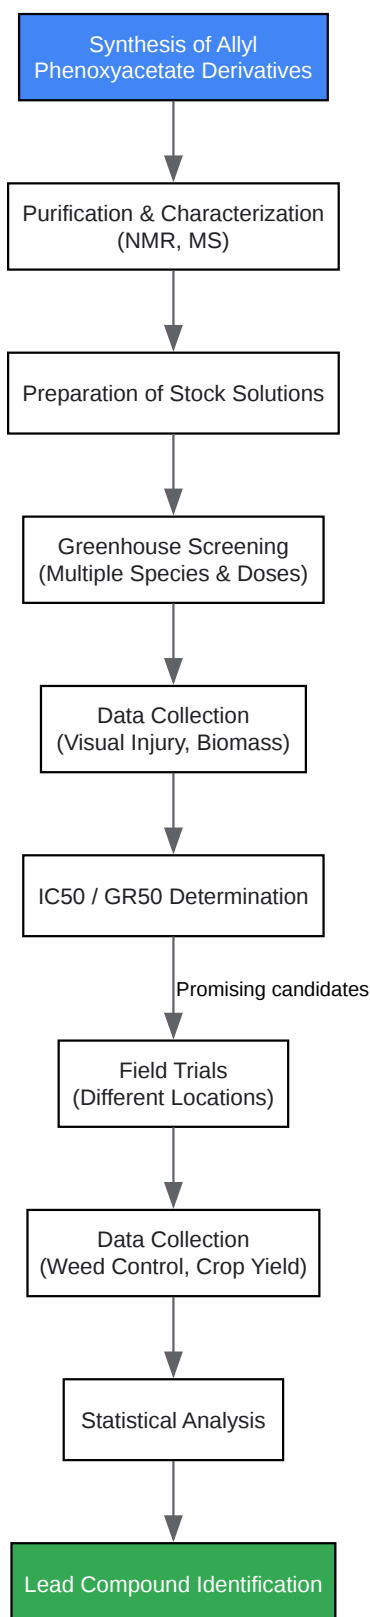 Synthesis of Allyl
Phenoxyacetate Derivatives
Purification & Characterization
(NMR, MS)
Preparation of Stock Solutions
Greenhouse Screening
(Multiple Species & Doses)
Data Collection
(Visual Injury, Biomass)
IC50 / GR50 Determination
Promising candidates
Field Trials
(Different Locations)
Data Collection
(Weed Control, Crop Yield)
Statistical Analysis
Lead Compound Identification